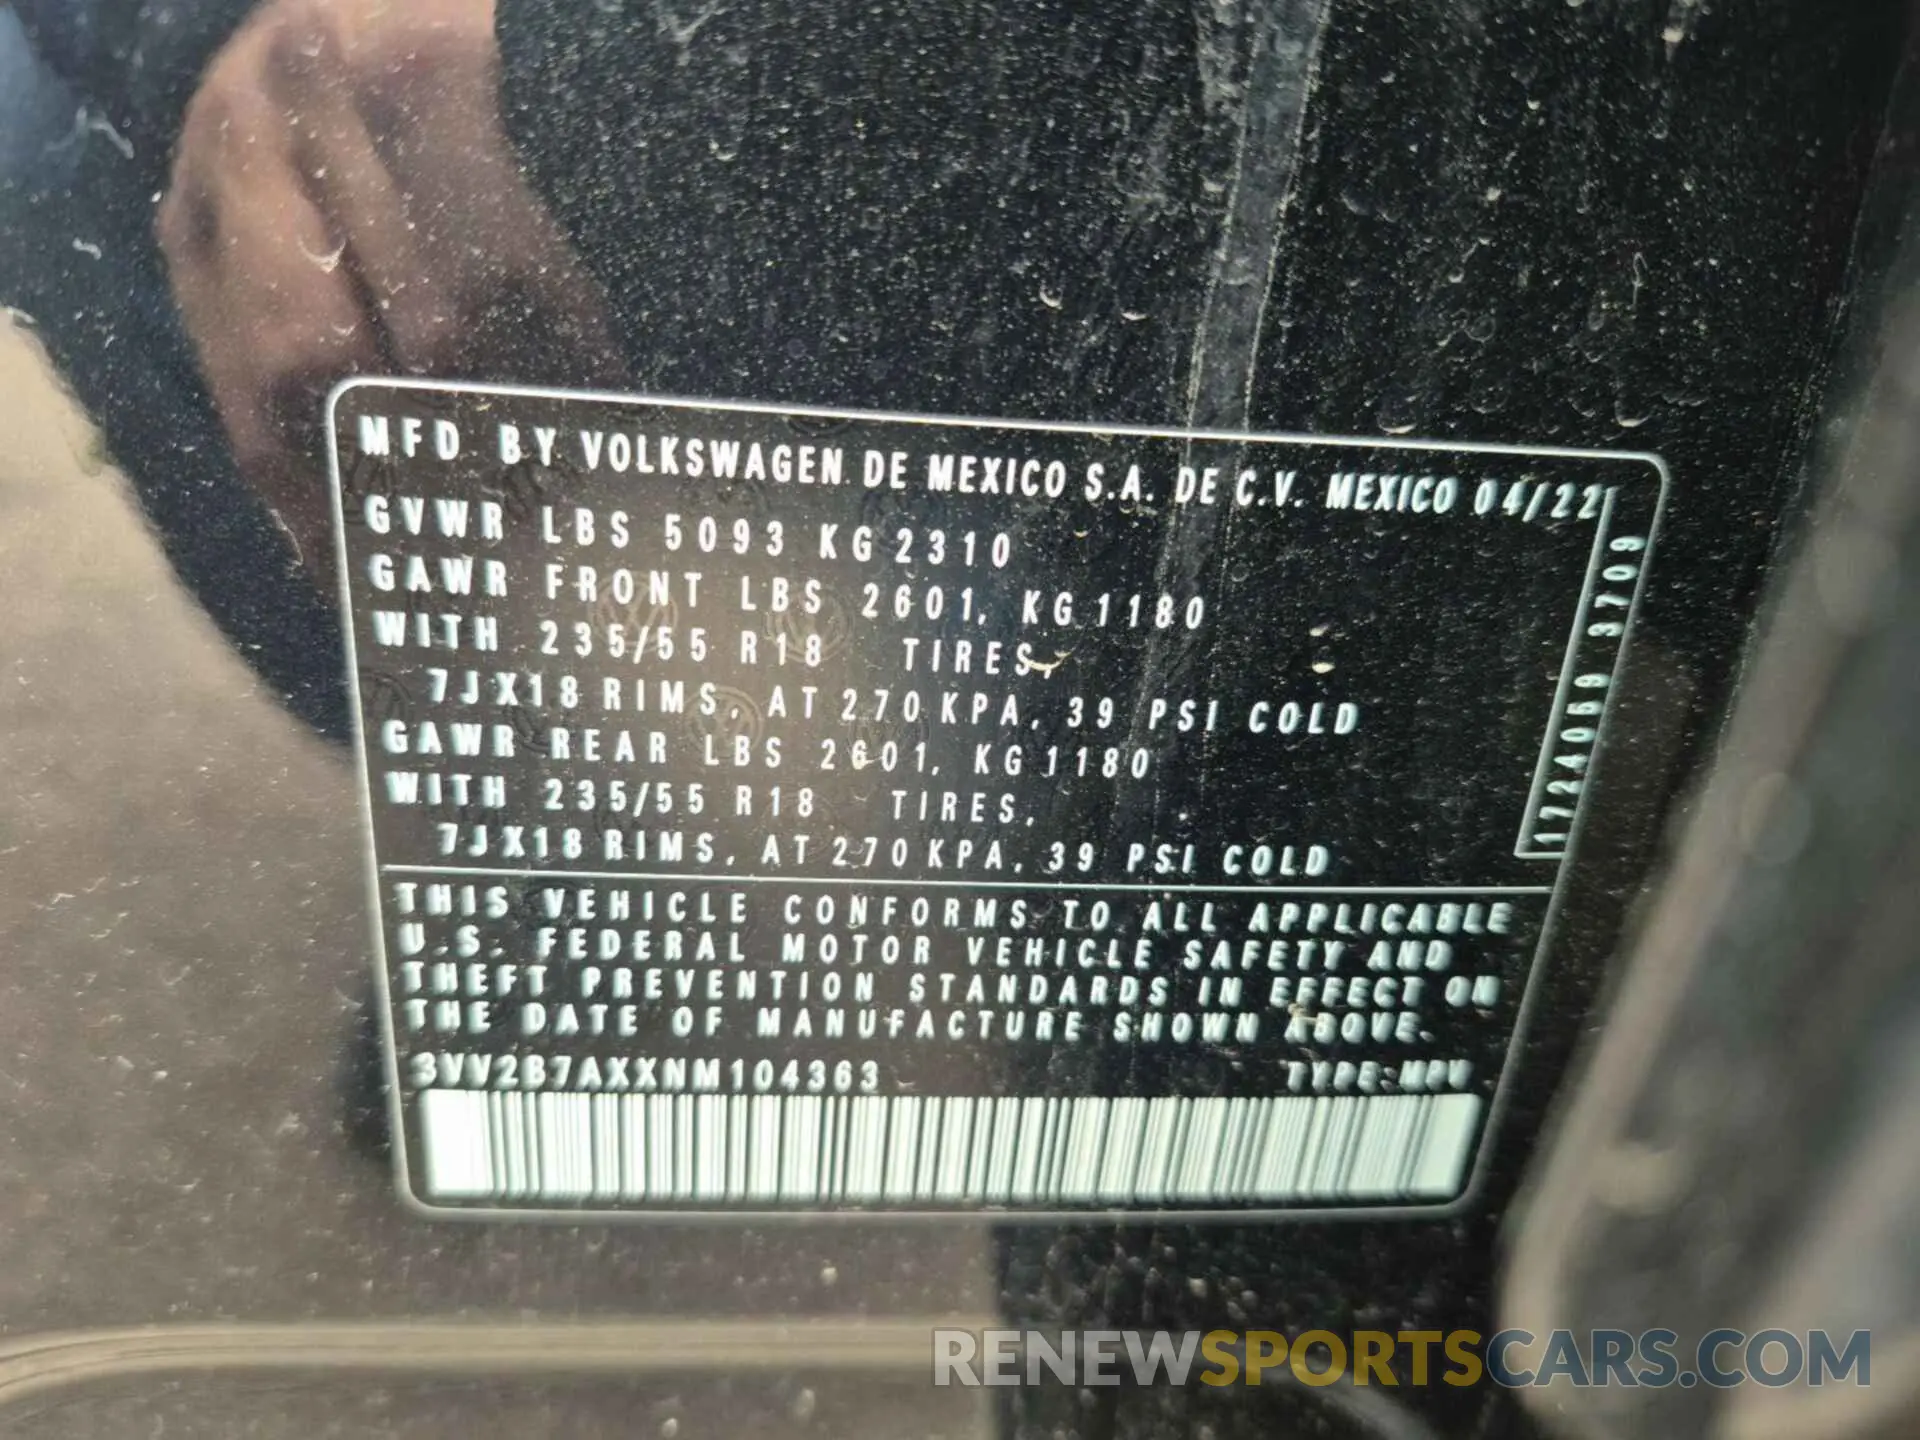 MFD BY VOLKSWAGEN DE MEXICO S.A. DE C.V. MEXICO 04/22
GVWR LBS 5093 KG 2310
GAWR FRONT LBS 2601, KG 1180
WITH 235/55 R18 TIRES,
7JX18 RIMS, AT 270 KPA, 39 PSI COLD
GAWR REAR LBS 2601, KG 1180
WITH 235/55 R18 TIRES,
7JX18 RIMS, AT 270 KPA, 39 PSI COLD
1724059 3709
THIS VEHICLE CONFORMS TO ALL APPLICABLE
U.S. FEDERAL MOTOR VEHICLE SAFETY AND
THEFT PREVENTION STANDARDS IN EFFECT ON
THE DATE OF MANUFACTURE SHOWN ABOVE.
3VV2B7AXXNM104363 TYPE: MPV
RENEWSPORTSCARS.COM